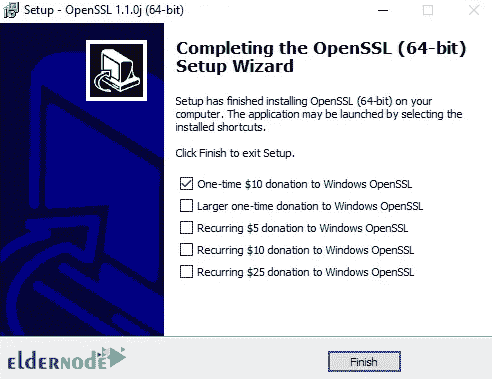 Setup - OpenSSL 1.1.0j (64-bit)
Completing the OpenSSL (64-bit)
Setup Wizard
Setup has finished installing OpenSSL (64-bit) on your
computer. The application may be launched by selecting the
installed shortcuts.
Click Finish to exit Setup.
One-time $10 donation to Windows OpenSSL
Larger one-time donation to Windows OpenSSL
Recurring $5 donation to Windows OpenSSL
Recurring $10 donation to Windows OpenSSL
Recurring $25 donation to Windows OpenSSL
eLDERNODE
Finish